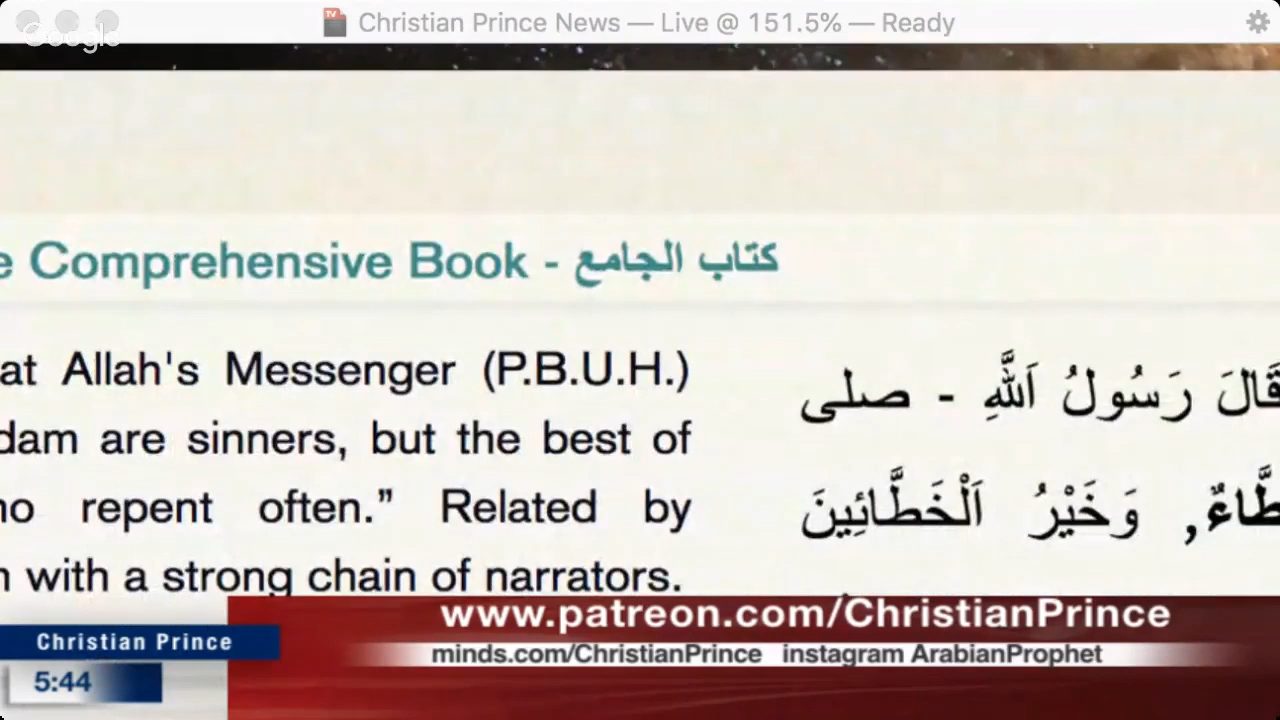 Christian Prince News — Live @ 151.5% — Ready
Google
e Comprehensive Book - كتاب الجامع
at Allah's Messenger (P.B.U.H.)
dam are sinners, but the best of
no repent often.” Related by
n with a strong chain of narrators.
قَالَ رَسُولُ اَللَّهِ - صلى
طَّاءٌ, وَخَيْرُ اَلْخَطَّائِينَ
www.patreon.com/ChristianPrince
minds.com/ChristianPrince instagram ArabianProphet
Christian Prince
5:44